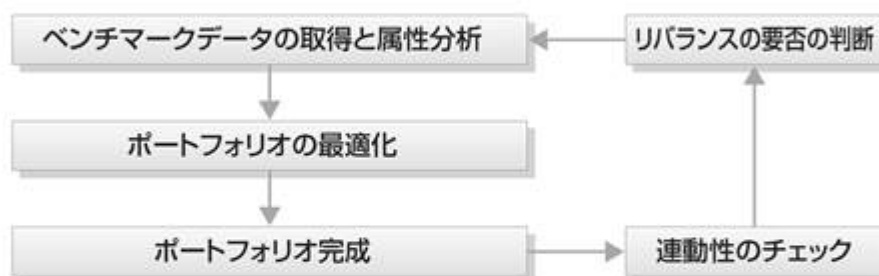 ベンチマークデータの取得と属性分析
リバランスの要否の判断
ポートフォリオの最適化
ポートフォリオ完成
連動性のチェック